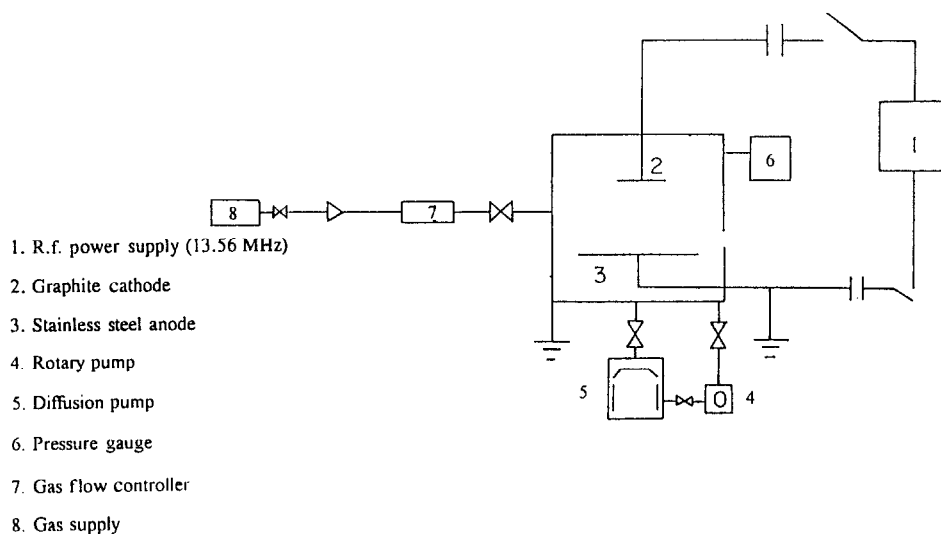 1
2
6
8
7
3
5
4
1. R.f. power supply (13.56 MHz)
2. Graphite cathode
3. Stainless steel anode
4. Rotary pump
5. Diffusion pump
6. Pressure gauge
7. Gas flow controller
8. Gas supply